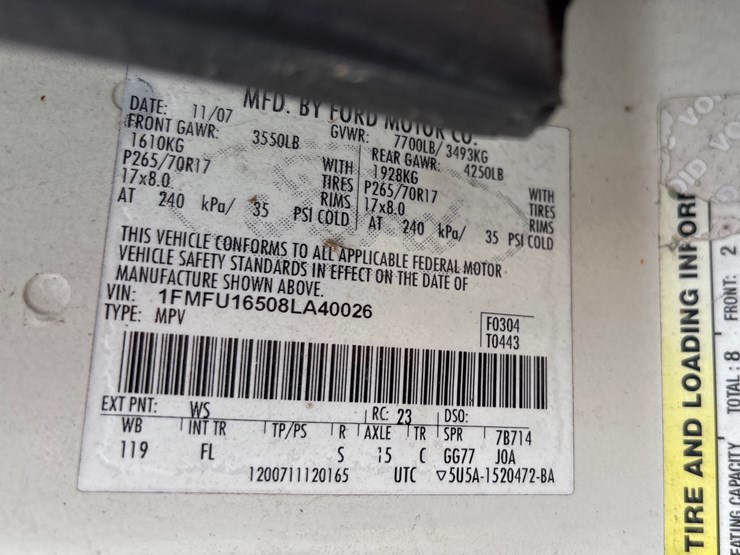 MFD. BY FORD MOTOR CO.
DATE: 11/07 GVWR: 7700LB/ 3493KG
FRONT GAWR: 3550LB REAR GAWR: 4250LB
1610KG WITH 1928KG WITH
P265/70R17 TIRES P265/70R17 TIRES
17x8.0 RIMS 17x8.0 RIMS
AT 240 kPa/ 35 PSI COLD AT 240 kPa/ 35 PSI COLD
THIS VEHICLE CONFORMS TO ALL APPLICABLE FEDERAL MOTOR
VEHICLE SAFETY STANDARDS IN EFFECT ON THE DATE OF
MANUFACTURE SHOWN ABOVE.
VIN: 1FMFU16508LA40026
TYPE: MPV
F0304
T0443
EXT PNT: WS RC: 23 DSO:
WB INT TR TP/PS R AXLE TR SPR 7B714
119 FL S 15 C GG77 J0A
1200711120165 UTC ▽5U5A-1520472-BA
TIRE AND LOADING INFOR
TOTAL: 8 FRONT: 2
CAPACITY
VOID